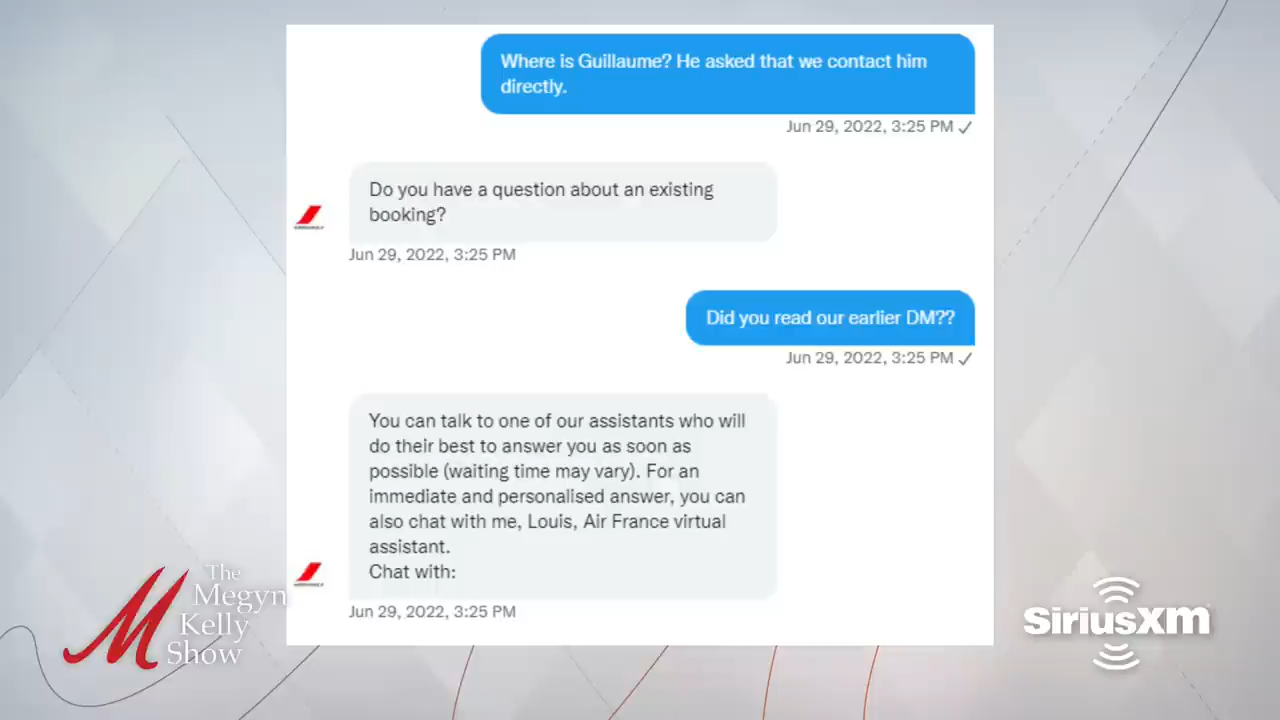 Where is Guillaume? He asked that we contact him
directly.
Jun 29, 2022, 3:25 PM ✓
Do you have a question about an existing
booking?
Jun 29, 2022, 3:25 PM
Did you read our earlier DM??
Jun 29, 2022, 3:25 PM ✓
You can talk to one of our assistants who will
do their best to answer you as soon as
possible (waiting time may vary). For an
immediate and personalised answer, you can
also chat with me, Louis, Air France virtual
assistant.
Chat with:
Jun 29, 2022, 3:25 PM
The
Megyn
Kelly
Show
M
SiriusXM